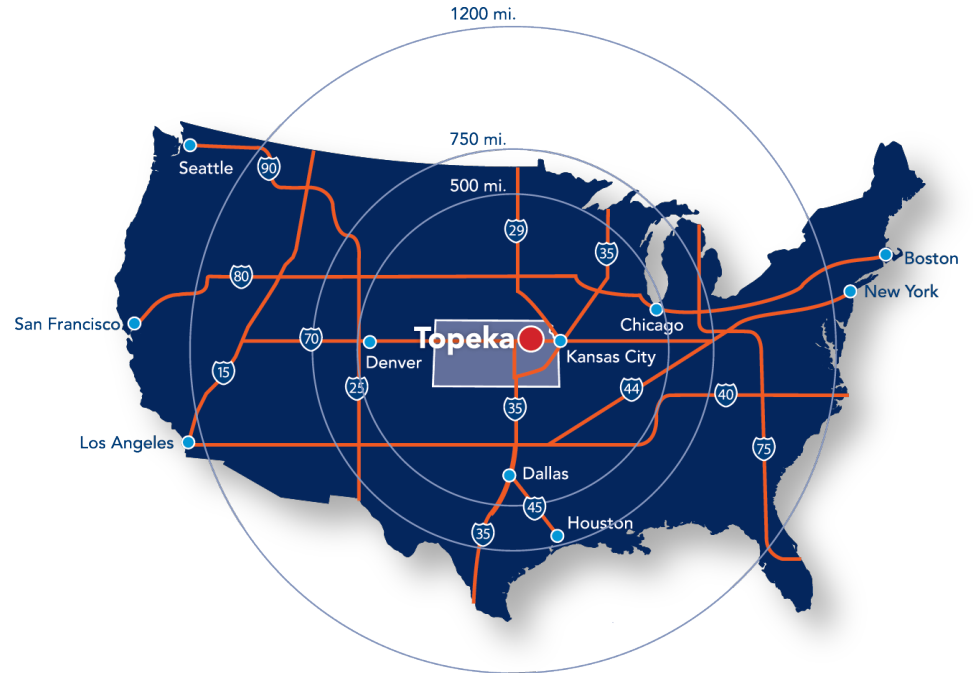 1200 mi.
750 mi.
500 mi.
Seattle
90
29
35
80
Boston
New York
San Francisco
Chicago
70
Topeka
Kansas City
Denver
15
25
44
40
35
Los Angeles
75
Dallas
45
Houston
35